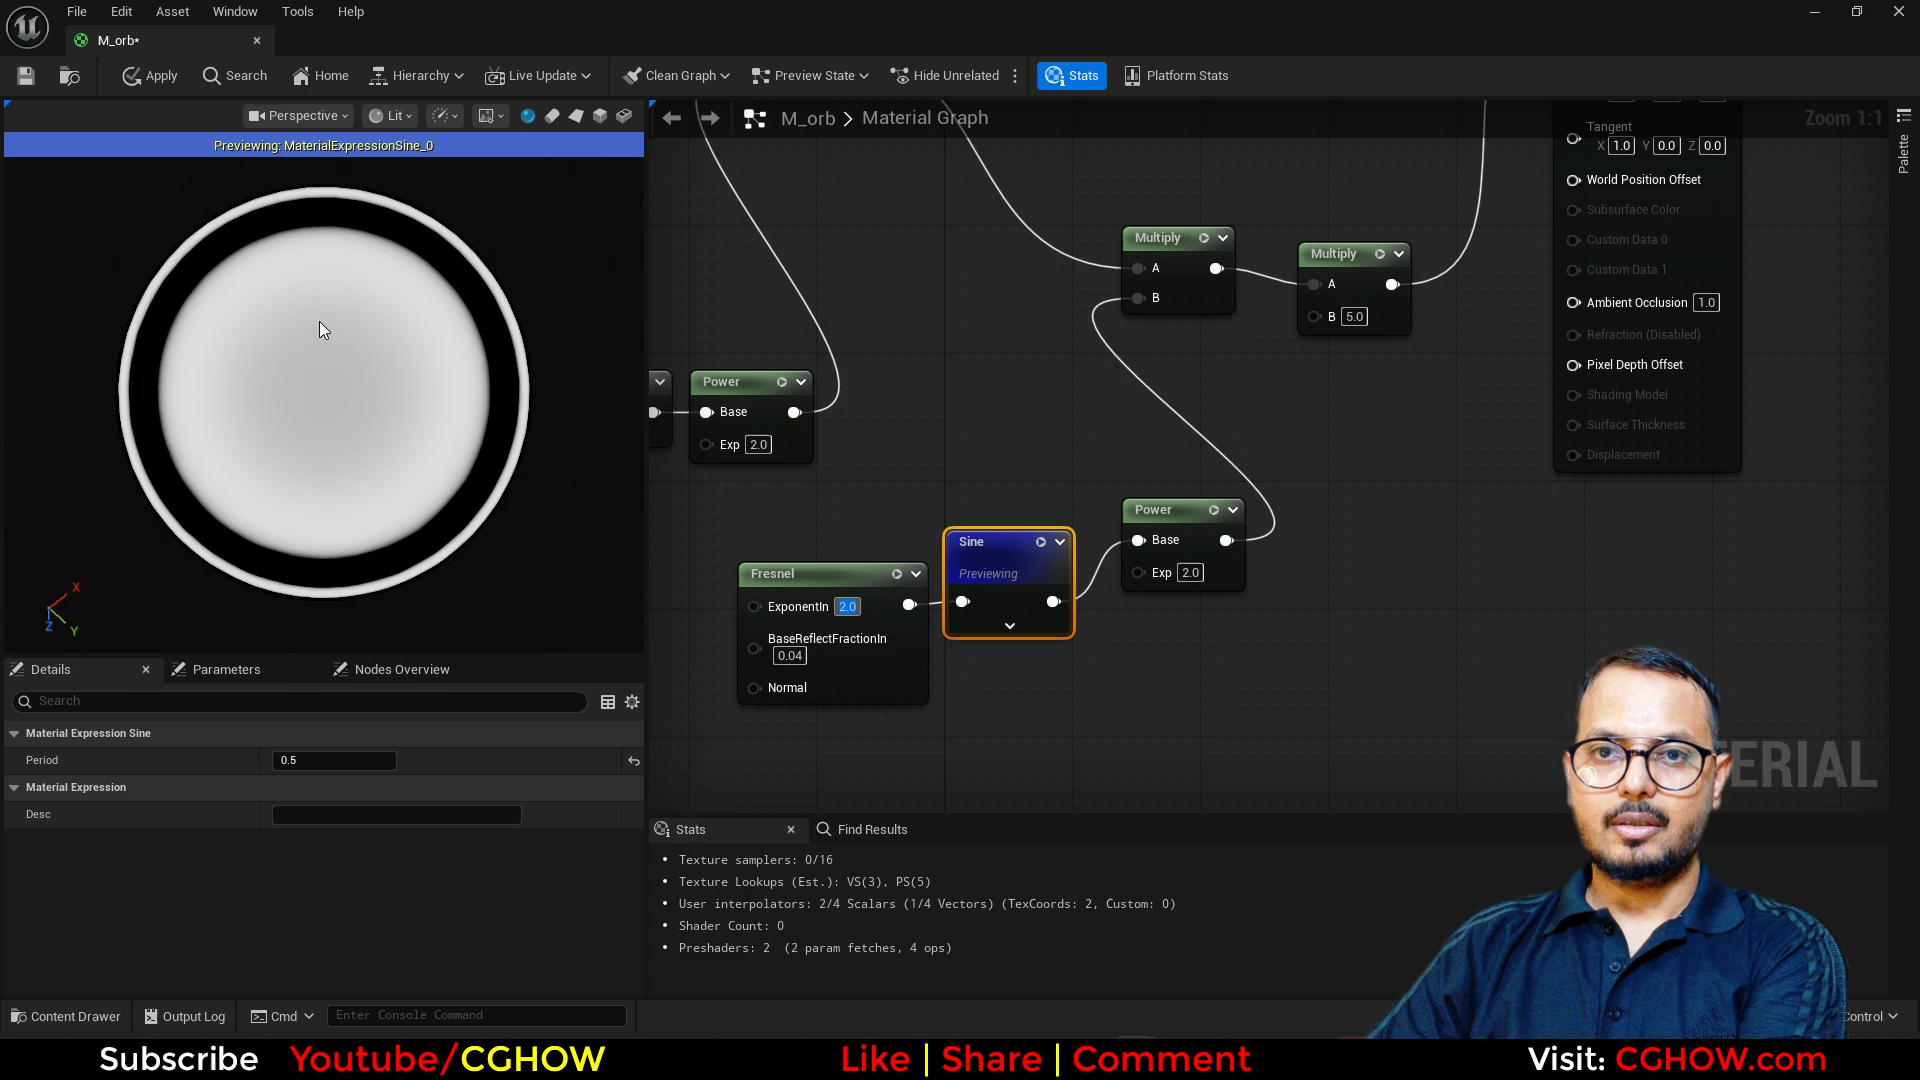 File Edit Asset Window Tools Help
M_orb*
Apply Search Home Hierarchy Live Update Clean Graph Preview State Hide Unrelated Stats Platform Stats
Perspective Lit
Previewing: MaterialExpressionSine_0
M_orb > Material Graph
Zoom 1:1
Palette
Tangent
X 1.0 Y 0.0 Z 0.0
World Position Offset
Subsurface Color
Custom Data 0
Custom Data 1
Ambient Occlusion 1.0
Refraction (Disabled)
Pixel Depth Offset
Shading Model
Surface Thickness
Displacement
Multiply
A
B
Multiply
A
B 5.0
Power
Base
Exp 2.0
Power
Base
Exp 2.0
Sine
Previewing
Fresnel
ExponentIn 2.0
BaseReflectFractionIn
0.04
Normal
X
Z
Y
ERIAL
Details Parameters Nodes Overview
Search
Material Expression Sine
Period 0.5
Material Expression
Desc
Stats Find Results
• Texture samplers: 0/16
• Texture Lookups (Est.): VS(3), PS(5)
• User interpolators: 2/4 Scalars (1/4 Vectors) (TexCoords: 2, Custom: 0)
• Shader Count: 0
• Preshaders: 2 (2 param fetches, 4 ops)
Content Drawer Output Log Cmd Enter Console Command
ontrol
Subscribe Youtube/CGHOW Like | Share | Comment Visit: CGHOW.com